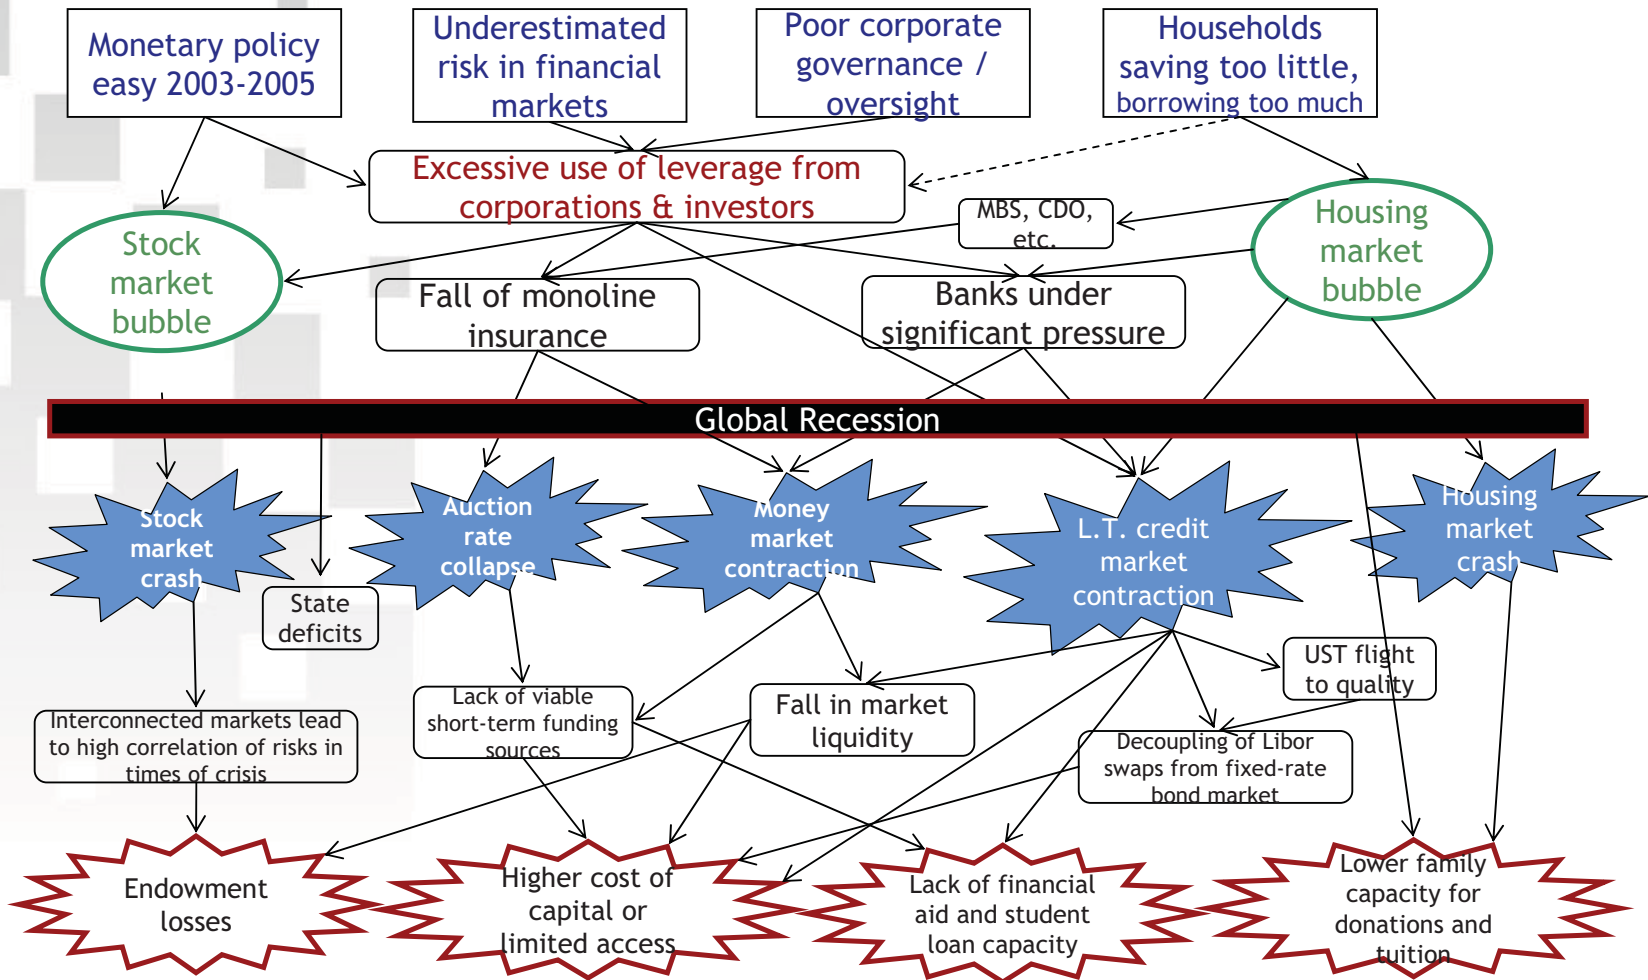 Monetary policy
easy 2003-2005
Underestimated
risk in financial
markets
Poor corporate
governance /
oversight
Households
saving too little,
borrowing too much
Excessive use of leverage from
corporations & investors
MBS, CDO,
etc.
Housing
market
bubble
Stock
market
bubble
Fall of monoline
insurance
Banks under
significant pressure
Global Recession
Stock
market
crash
Auction
rate
collapse
Money
market
contraction
L.T. credit
market
contraction
Housing
market
crash
State
deficits
UST flight
to quality
Interconnected markets lead
to high correlation of risks in
times of crisis
Lack of viable
short-term funding
sources
Fall in market
liquidity
Decoupling of Libor
swaps from fixed-rate
bond market
Endowment
losses
Higher cost of
capital or
limited access
Lack of financial
aid and student
loan capacity
Lower family
capacity for
donations and
tuition